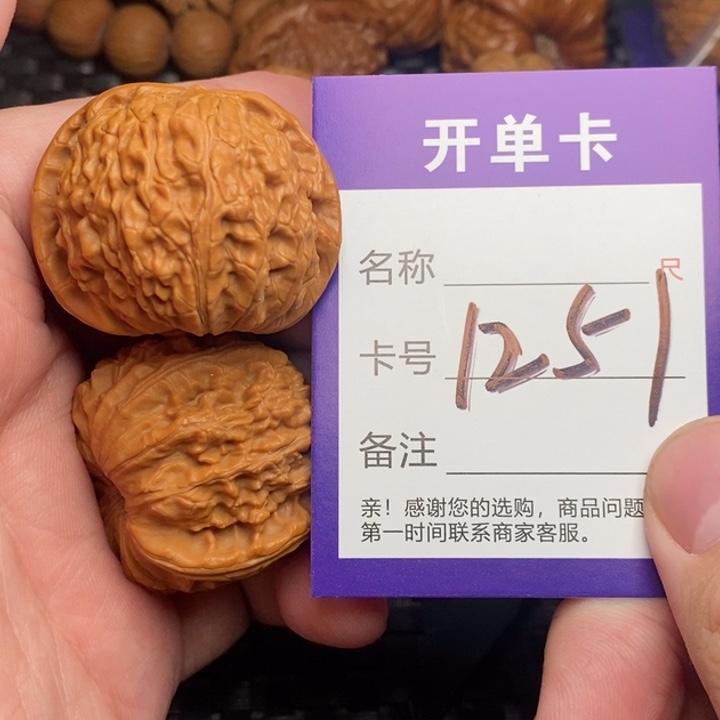 开单卡
名称
尺
卡号 1251
备注
亲！感谢您的选购，商品问题
第一时间联系商家客服。